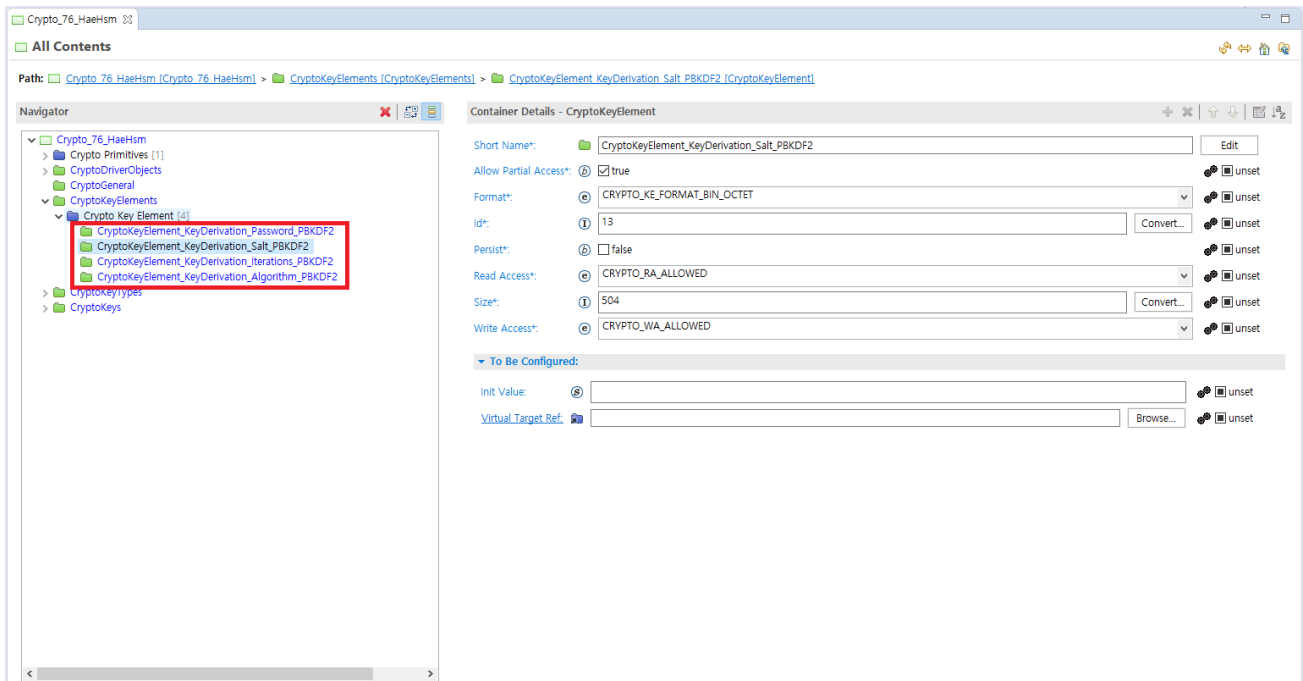 Crypto_76_HaeHsm
All Contents
Path: Crypto_76_HaeHsm [Crypto_76_HaeHsm] > CryptoKeyElements [CryptoKeyElements] > CryptoKeyElement_KeyDerivation_Salt_PBKDF2 [CryptoKeyElement]
Navigator
Crypto_76_HaeHsm
Crypto Primitives [1]
CryptoDriverObjects
CryptoGeneral
CryptoKeyElements
Crypto Key Element [4]
CryptoKeyElement_KeyDerivation_Password_PBKDF2
CryptoKeyElement_KeyDerivation_Salt_PBKDF2
CryptoKeyElement_KeyDerivation_Iterations_PBKDF2
CryptoKeyElement_KeyDerivation_Algorithm_PBKDF2
CryptoKeyTypes
CryptoKeys
Container Details - CryptoKeyElement
Short Name*: CryptoKeyElement_KeyDerivation_Salt_PBKDF2 Edit
Allow Partial Access*: b true unset
Format*: e CRYPTO_KE_FORMAT_BIN_OCTET unset
Id*: I 13 Convert... unset
Persist*: b false unset
Read Access*: e CRYPTO_RA_ALLOWED unset
Size*: I 504 Convert... unset
Write Access*: e CRYPTO_WA_ALLOWED unset
To Be Configured:
Init Value: S unset
Virtual Target Ref: Browse... unset